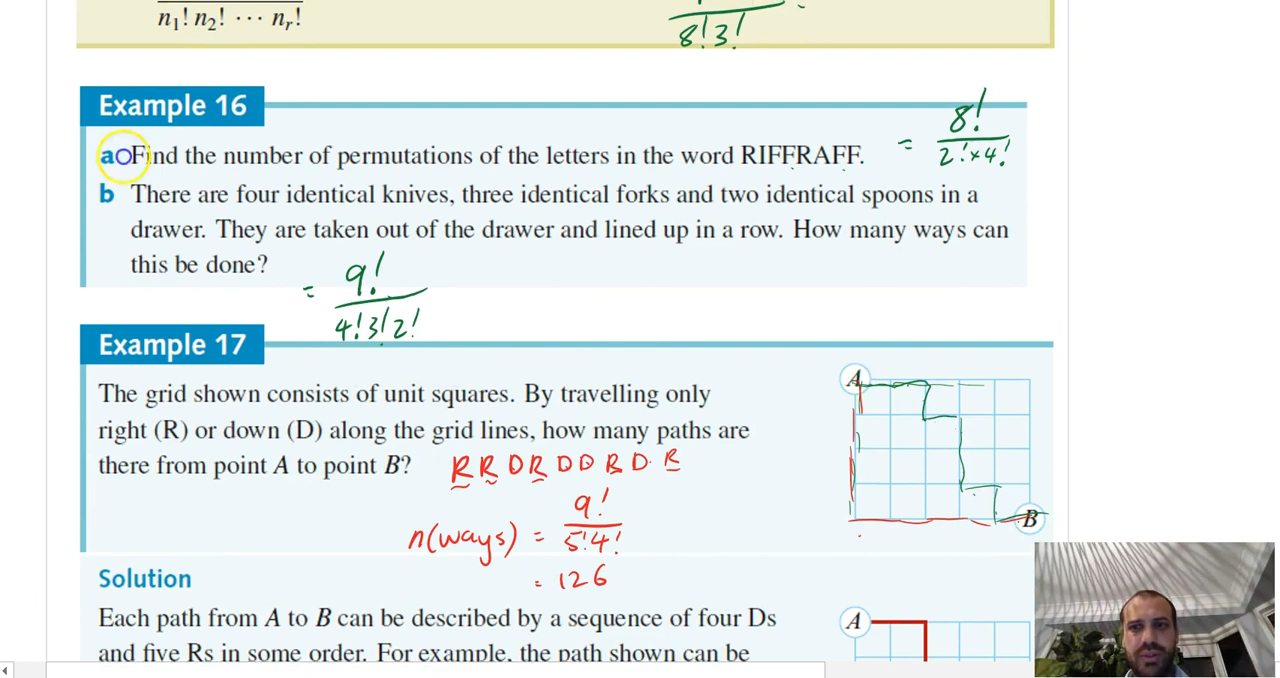 n₁! n₂! ⋯ nᵣ!
8! 3!
Example 16
a Find the number of permutations of the letters in the word RIFFRAFF.
= 8! / 2! × 4!
b There are four identical knives, three identical forks and two identical spoons in a
drawer. They are taken out of the drawer and lined up in a row. How many ways can
this be done?
= 9! / 4! 3! 2!
Example 17
The grid shown consists of unit squares. By travelling only
right (R) or down (D) along the grid lines, how many paths are
there from point A to point B?
R R D R D D R D R
n(ways) = 9! / 5! 4!
= 126
A
B
Solution
Each path from A to B can be described by a sequence of four Ds
and five Rs in some order. For example, the path shown can be
A